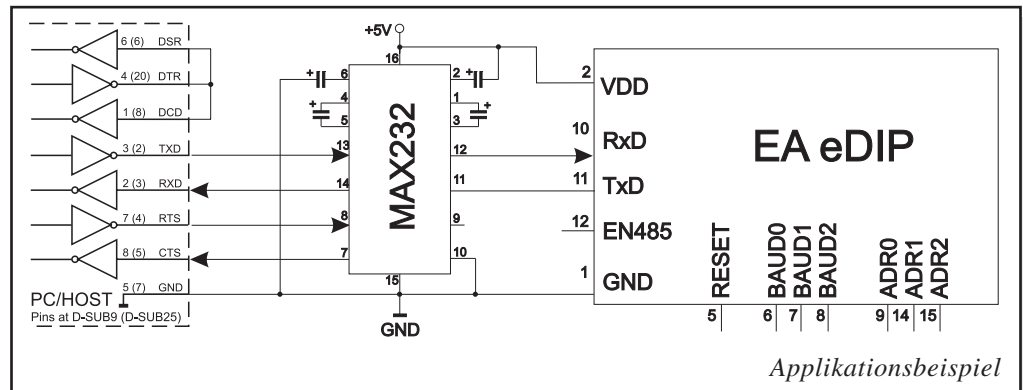 +5V
6 (6) DSR
4 (20) DTR
1 (8) DCD
3 (2) TXD
2 (3) RXD
7 (4) RTS
8 (5) CTS
5 (7) GND
PC/HOST
Pins at D-SUB9 (D-SUB25)
+
+
+
+
MAX232
16
6
4
5
13
14
8
7
2
1
3
12
11
9
10
15
GND
EA eDIP
2 VDD
10 RxD
11 TxD
12 EN485
1 GND
RESET
BAUD0
BAUD1
BAUD2
ADR0
ADR1
ADR2
5 6 7 8 9 14 15
Applikationsbeispiel